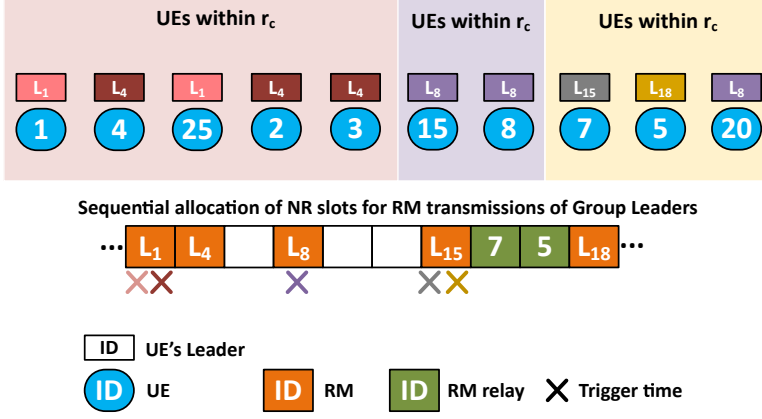 UEs within rc UEs within rc UEs within rc
L1 L4 L1 L4 L4 L8 L8 L15 L18 L8
1 4 25 2 3 15 8 7 5 20
Sequential allocation of NR slots for RM transmissions of Group Leaders
... L1 L4 L8 L15 7 5 L18 ...
ID UE's Leader
ID UE ID RM ID RM relay Trigger time